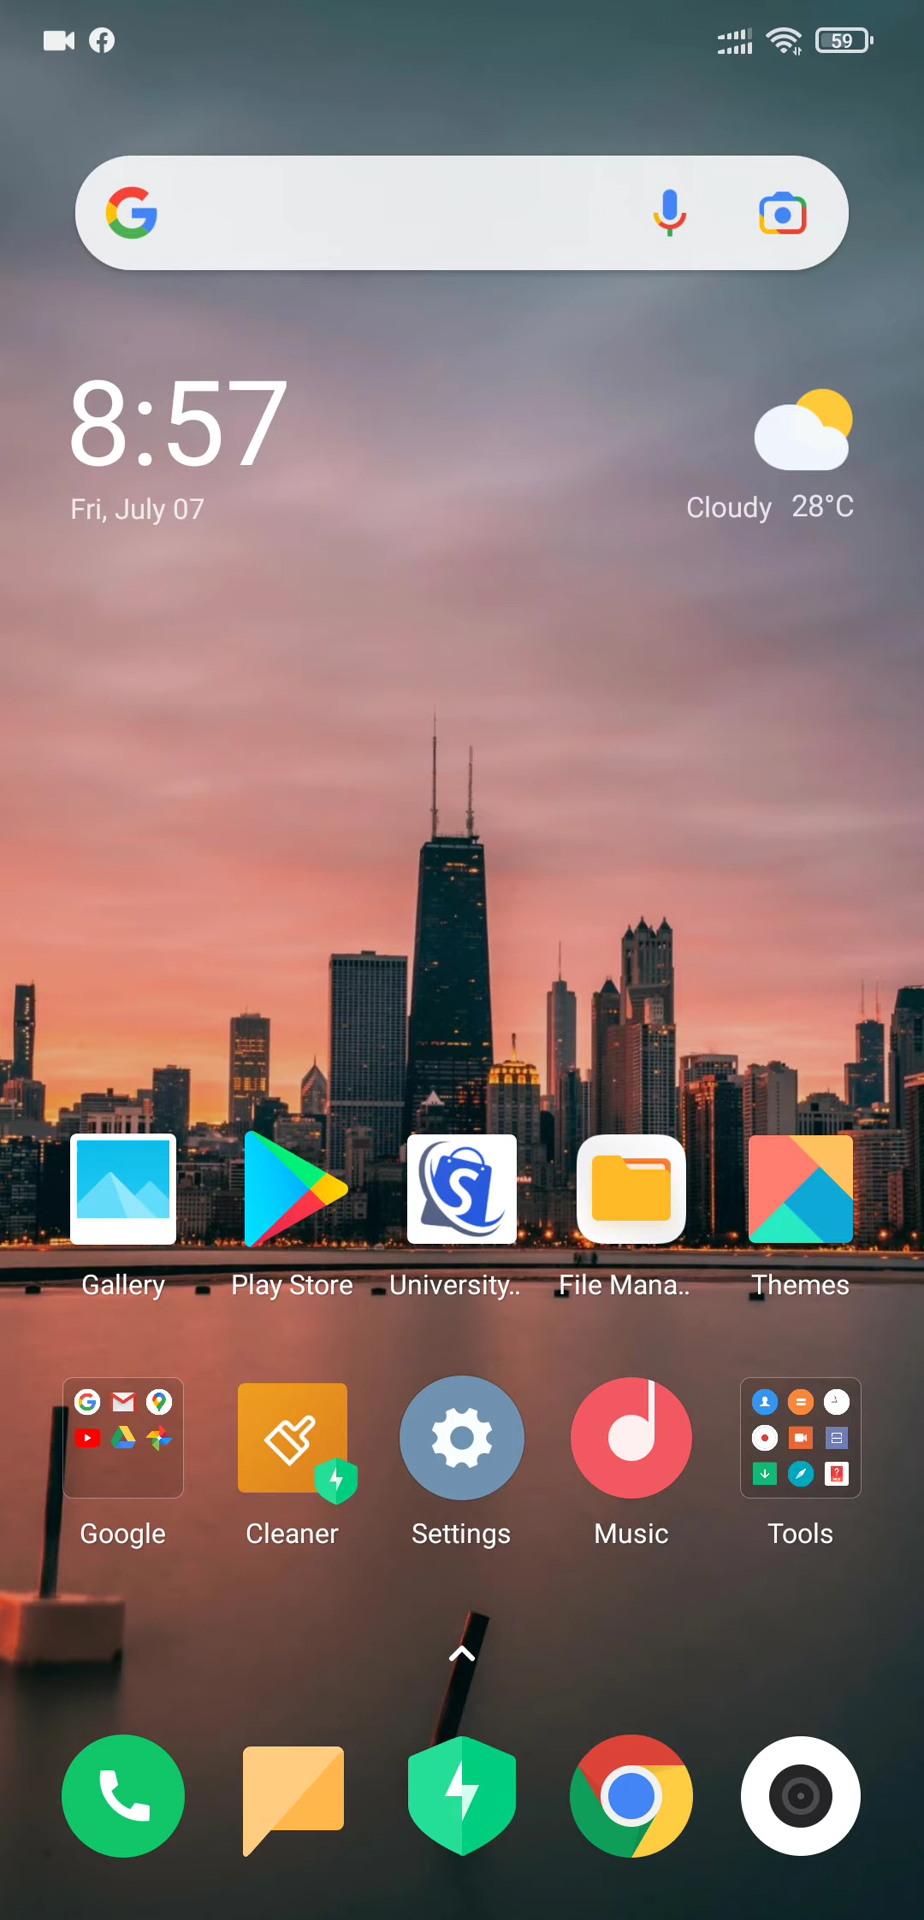 59
8:57
Fri, July 07
Cloudy 28°C
Gallery
Play Store
University..
File Mana..
Themes
Google
Cleaner
Settings
Music
Tools